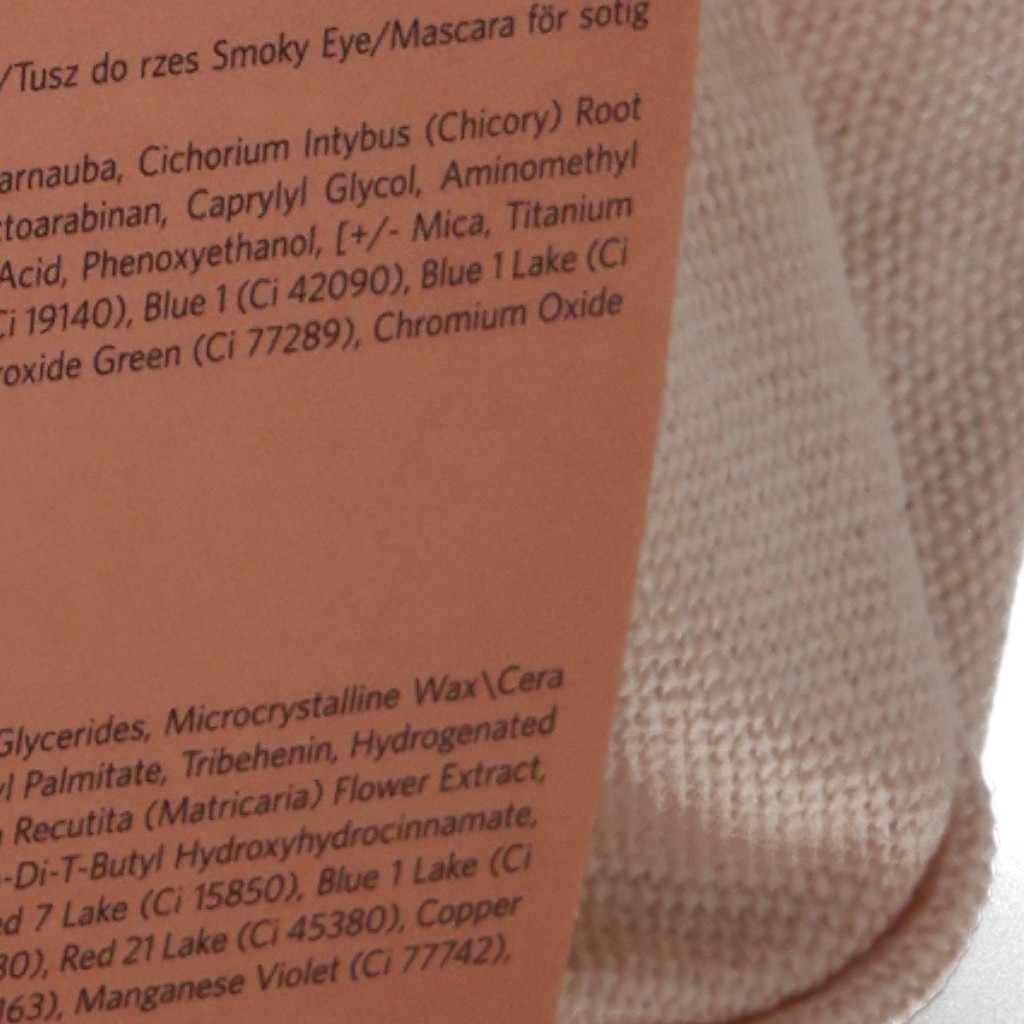 /Tusz do rzes Smoky Eye/Mascara för sotig
arnauba, Cichorium Intybus (Chicory) Root
ctoarabinan, Caprylyl Glycol, Aminomethyl
Acid, Phenoxyethanol, [+/- Mica, Titanium
Ci 19140), Blue 1 (Ci 42090), Blue 1 Lake (Ci
roxide Green (Ci 77289), Chromium Oxide
Glycerides, Microcrystalline Wax\Cera
yl Palmitate, Tribehenin, Hydrogenated
Recutita (Matricaria) Flower Extract,
-Di-T-Butyl Hydroxyhydrocinnamate,
ed 7 Lake (Ci 15850), Blue 1 Lake (Ci
80), Red 21 Lake (Ci 45380), Copper
163), Manganese Violet (Ci 77742),